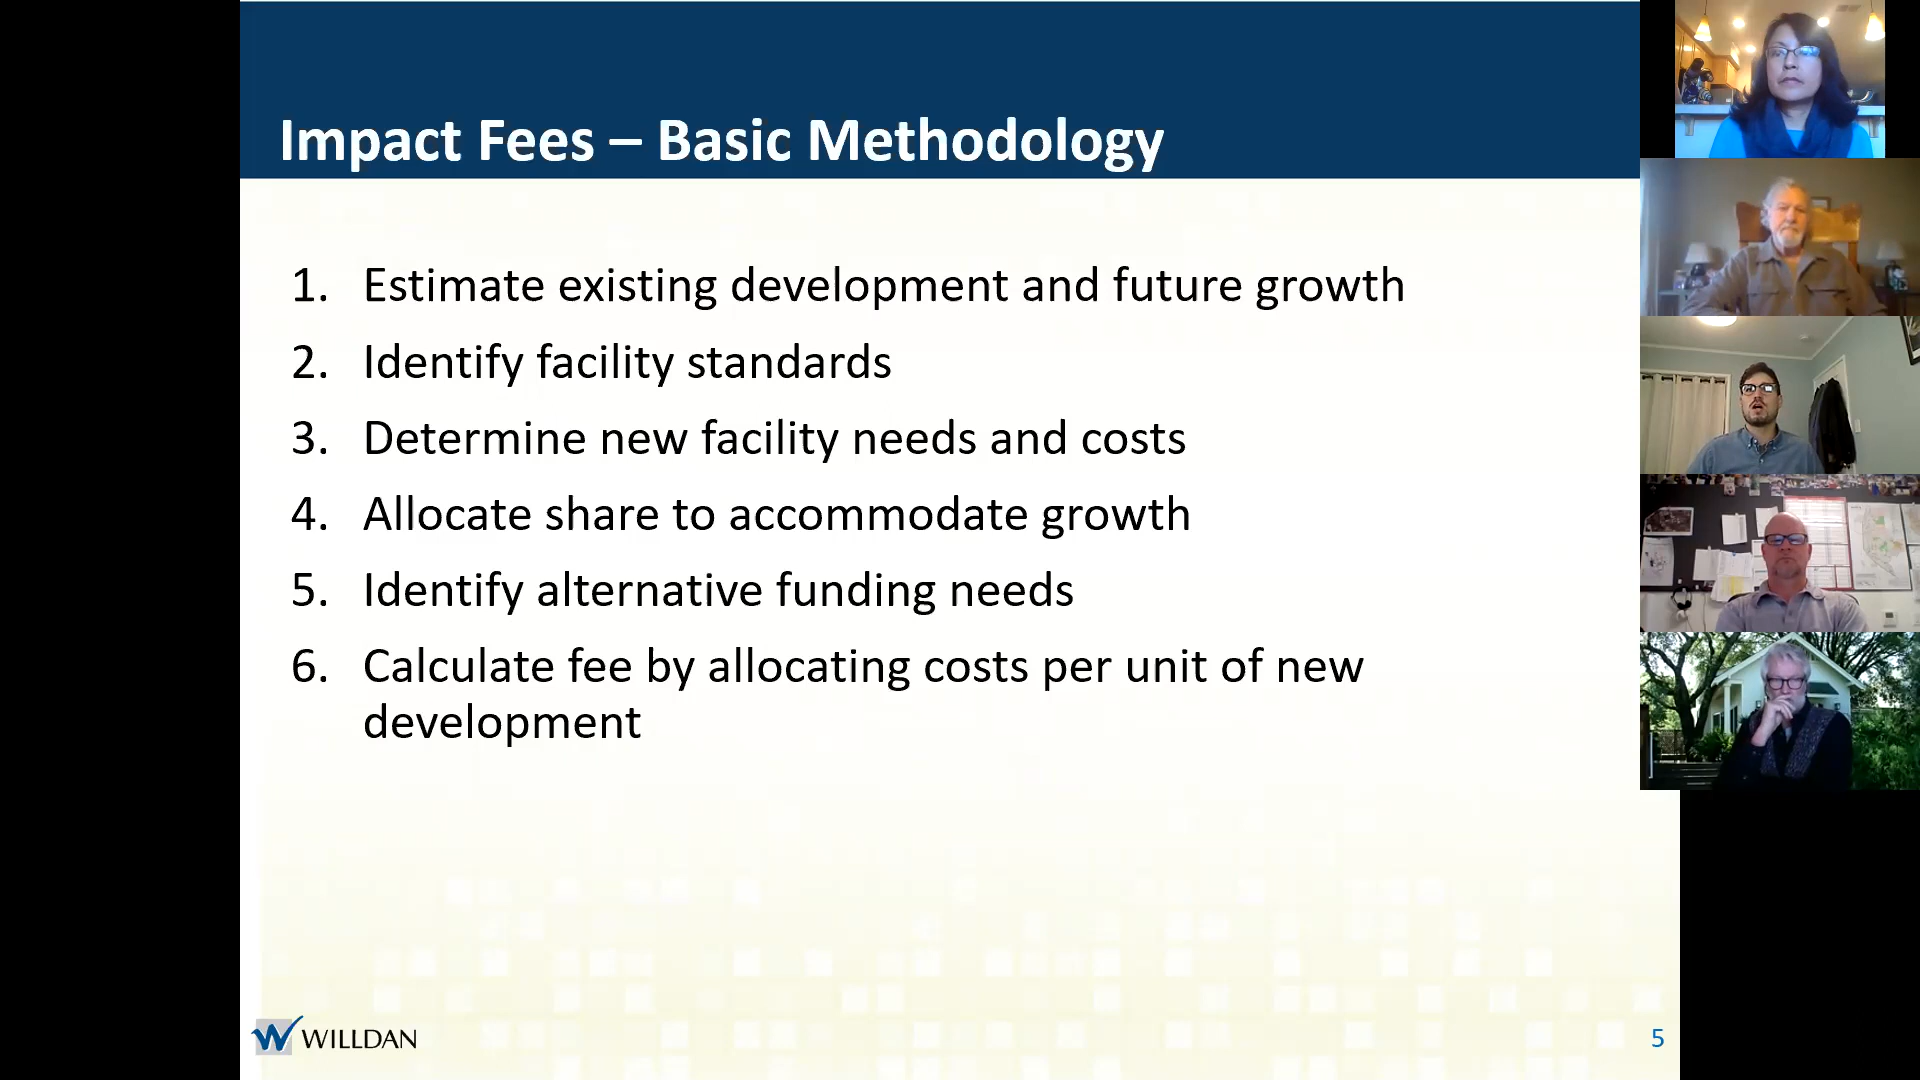 Impact Fees – Basic Methodology
1. Estimate existing development and future growth
2. Identify facility standards
3. Determine new facility needs and costs
4. Allocate share to accommodate growth
5. Identify alternative funding needs
6. Calculate fee by allocating costs per unit of new
development
WILLDAN
5